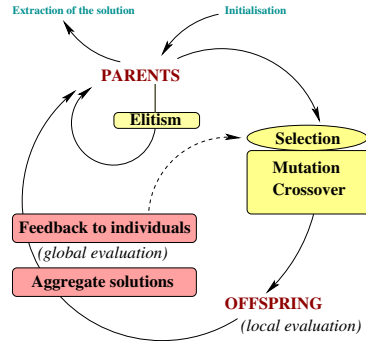 Extraction of the solution
Initialisation
PARENTS
Elitism
Selection
Mutation
Crossover
Feedback to individuals
(global evaluation)
Aggregate solutions
OFFSPRING
(local evaluation)